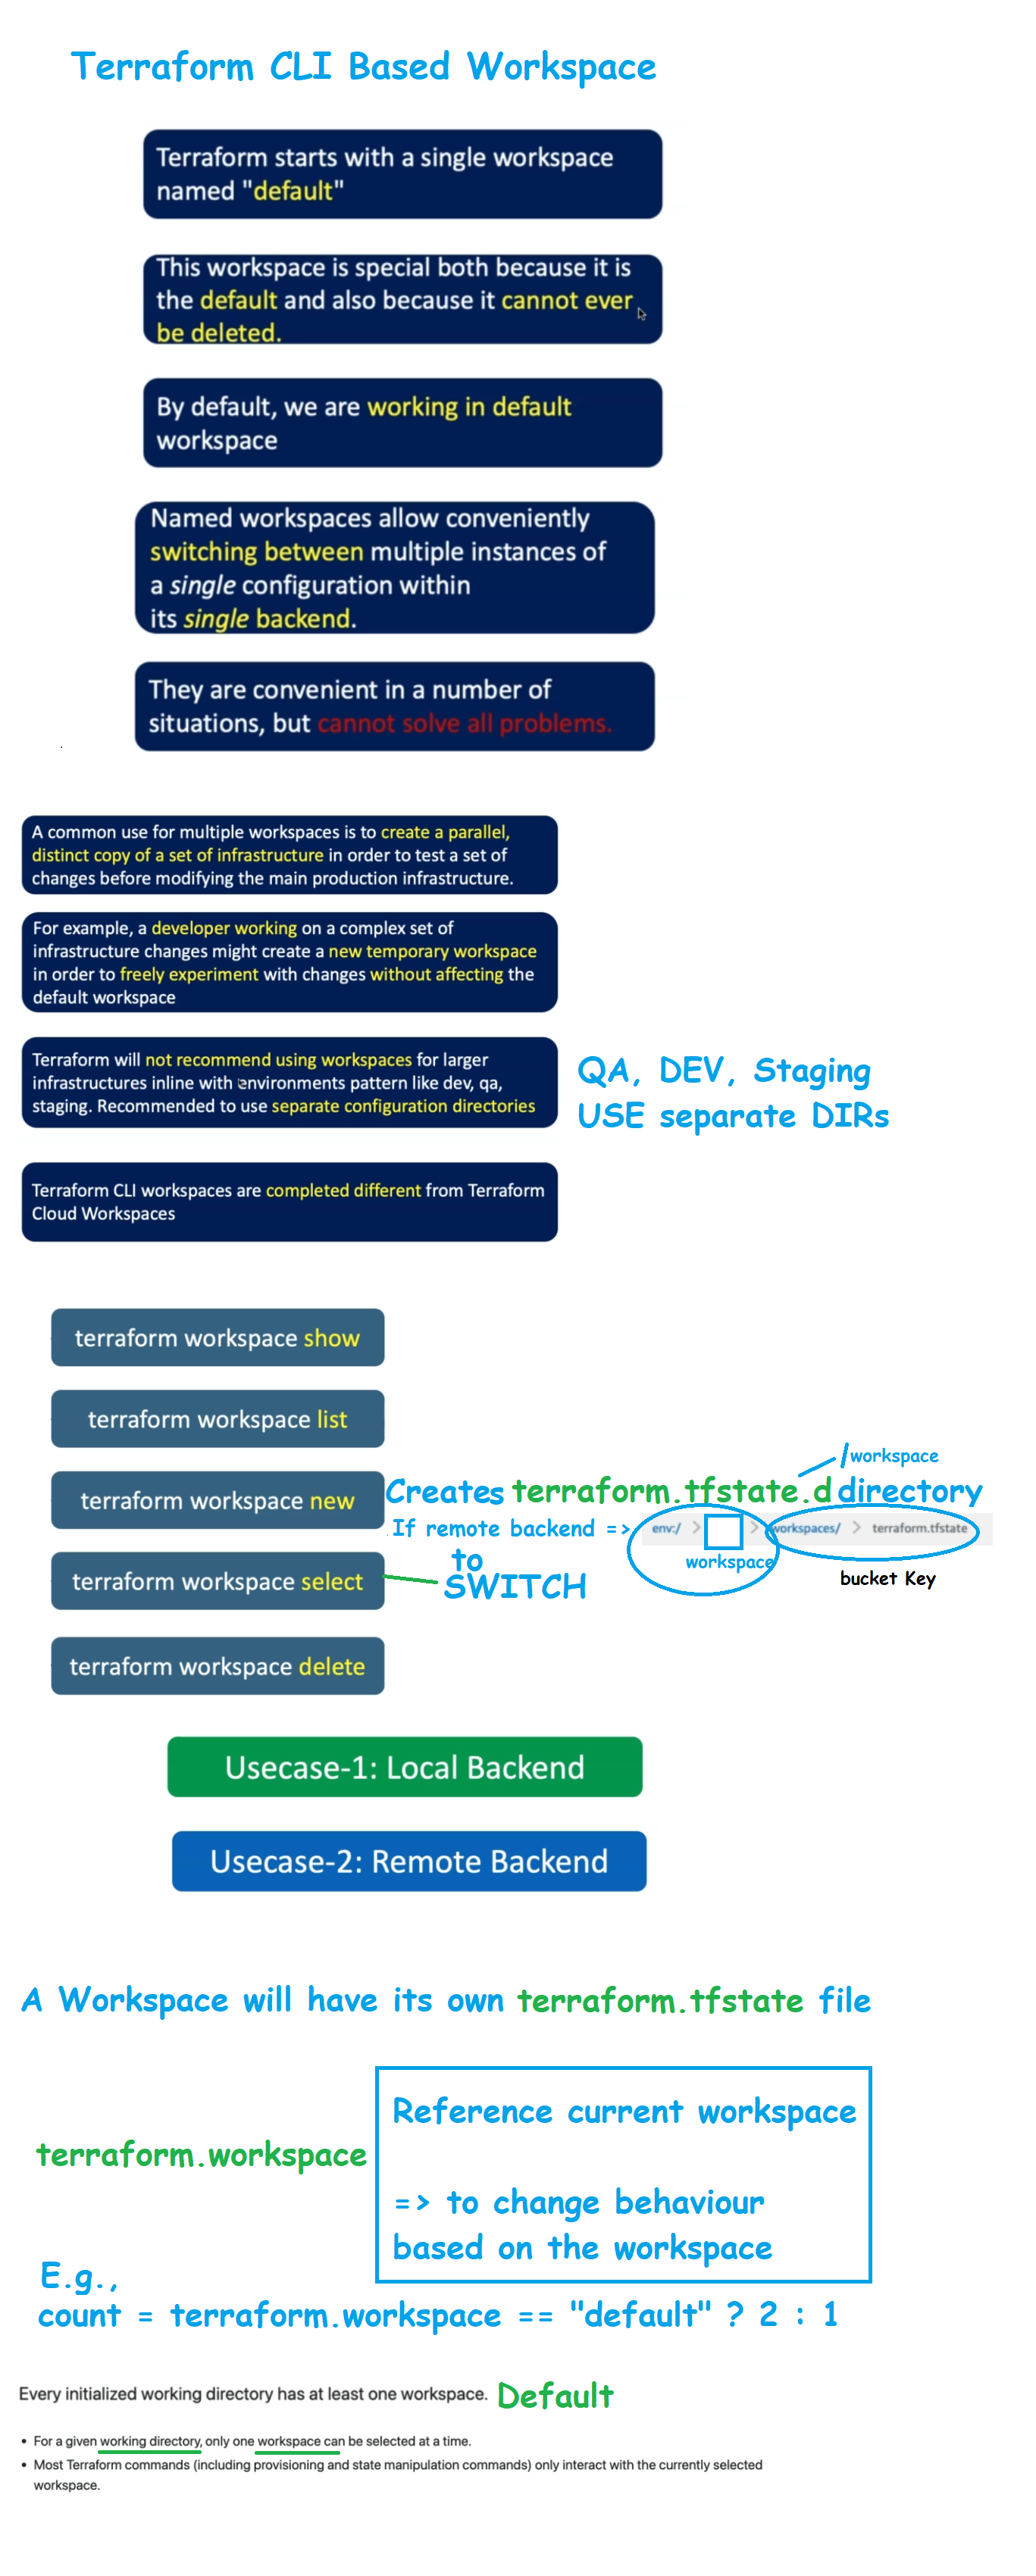 Terraform CLI Based Workspace
Terraform starts with a single workspace
named "default"
This workspace is special both because it is
the default and also because it cannot ever
be deleted.
By default, we are working in default
workspace
Named workspaces allow conveniently
switching between multiple instances of
a single configuration within
its single backend.
They are convenient in a number of
situations, but cannot solve all problems.
A common use for multiple workspaces is to create a parallel,
distinct copy of a set of infrastructure in order to test a set of
changes before modifying the main production infrastructure.
For example, a developer working on a complex set of
infrastructure changes might create a new temporary workspace
in order to freely experiment with changes without affecting the
default workspace
Terraform will not recommend using workspaces for larger
infrastructures inline with environments pattern like dev, qa,
staging. Recommended to use separate configuration directories
QA, DEV, Staging
USE separate DIRs
Terraform CLI workspaces are completed different from Terraform
Cloud Workspaces
terraform workspace show
terraform workspace list
terraform workspace new
/workspace
Creates terraform.tfstate.d directory
If remote backend =>
env:/ > > workspaces/ > terraform.tfstate
workspace
bucket Key
terraform workspace select
to
SWITCH
terraform workspace delete
Usecase-1: Local Backend
Usecase-2: Remote Backend
A Workspace will have its own terraform.tfstate file
terraform.workspace
Reference current workspace
=> to change behaviour
based on the workspace
E.g.,
count = terraform.workspace == "default" ? 2 : 1
Every initialized working directory has at least one workspace. Default
• For a given working directory, only one workspace can be selected at a time.
• Most Terraform commands (including provisioning and state manipulation commands) only interact with the currently selected
workspace.